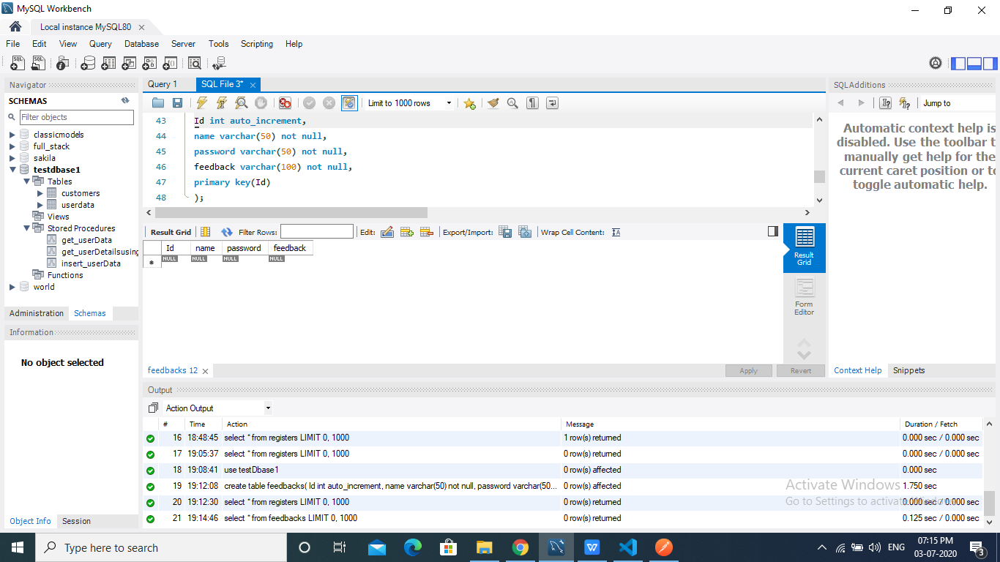 MySQL Workbench
Local instance MySQL80
File Edit View Query Database Server Tools Scripting Help
Navigator
SCHEMAS
Filter objects
classicmodels
full_stack
sakila
testdbase1
Tables
customers
userdata
Views
Stored Procedures
get_userData
get_userDetailsusing
insert_userData
Functions
world
Administration Schemas
Information
No object selected
Object Info Session
Query 1 SQL File 3*
Limit to 1000 rows
43 Id int auto_increment,
44 name varchar(50) not null,
45 password varchar(50) not null,
46 feedback varchar(100) not null,
47 primary key(Id)
48 );
Result Grid Filter Rows: Edit: Export/Import: Wrap Cell Content:
Id name password feedback
NULL NULL NULL NULL
Result Grid
Form Editor
feedbacks 12 Apply Revert
SQLAdditions
Jump to
Automatic context help is
disabled. Use the toolbar t
manually get help for the
current caret position or to
toggle automatic help.
Context Help Snippets
Output
Action Output
# Time Action Message Duration / Fetch
16 18:48:45 select * from registers LIMIT 0, 1000 1 row(s) returned 0.000 sec / 0.000 sec
17 19:05:37 select * from registers LIMIT 0, 1000 0 row(s) returned 0.000 sec / 0.000 sec
18 19:08:41 use testDbase1 0 row(s) affected 0.000 sec
19 19:12:08 create table feedbacks( Id int auto_increment, name varchar(50) not null, password varchar(50... 0 row(s) affected 1.750 sec
20 19:12:30 select * from registers LIMIT 0, 1000 0 row(s) returned 0.000 sec / 0.000 sec
21 19:14:46 select * from feedbacks LIMIT 0, 1000 0 row(s) returned 0.125 sec / 0.000 sec
Activate Windows
Go to Settings to activate Windows.
Type here to search
ENG
07:15 PM
03-07-2020
3